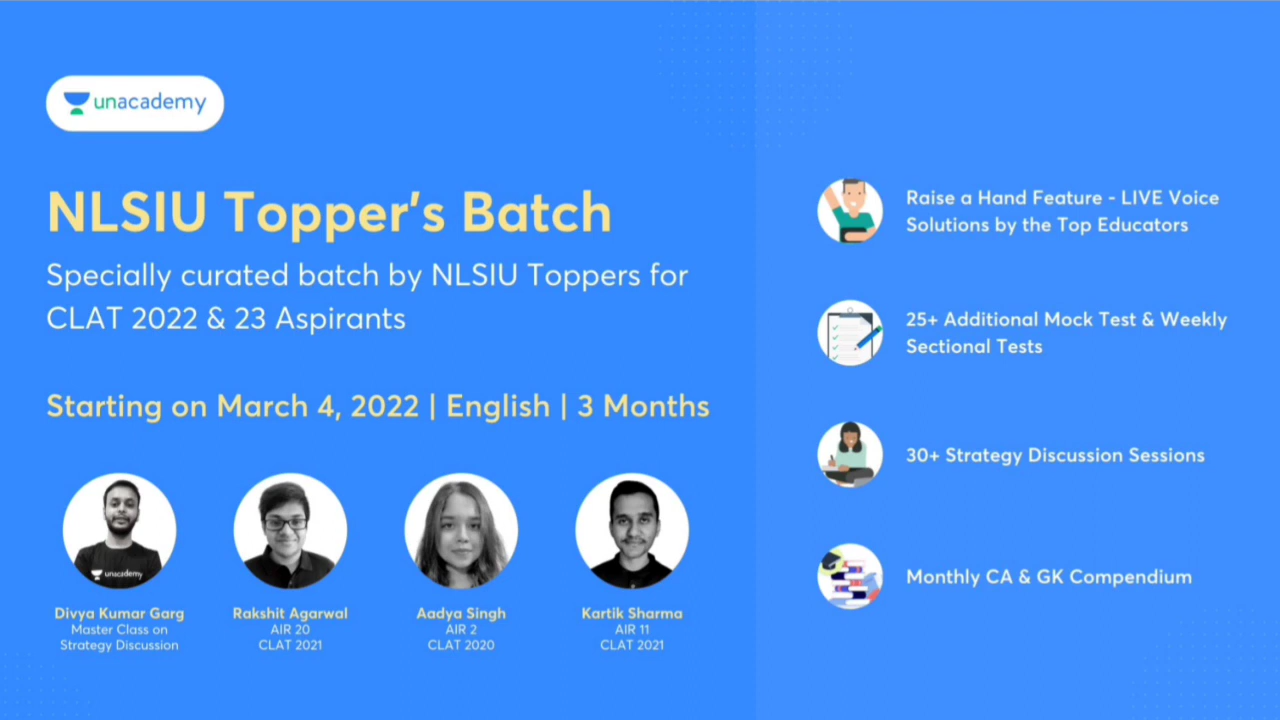 unacademy
NLSIU Topper's Batch
Specially curated batch by NLSIU Toppers for
CLAT 2022 & 23 Aspirants
Starting on March 4, 2022 | English | 3 Months
unacademy
Divya Kumar Garg
Master Class on
Strategy Discussion
Rakshit Agarwal
AIR 20
CLAT 2021
Aadya Singh
AIR 2
CLAT 2020
Kartik Sharma
AIR 11
CLAT 2021
Raise a Hand Feature - LIVE Voice
Solutions by the Top Educators
25+ Additional Mock Test & Weekly
Sectional Tests
30+ Strategy Discussion Sessions
Monthly CA & GK Compendium